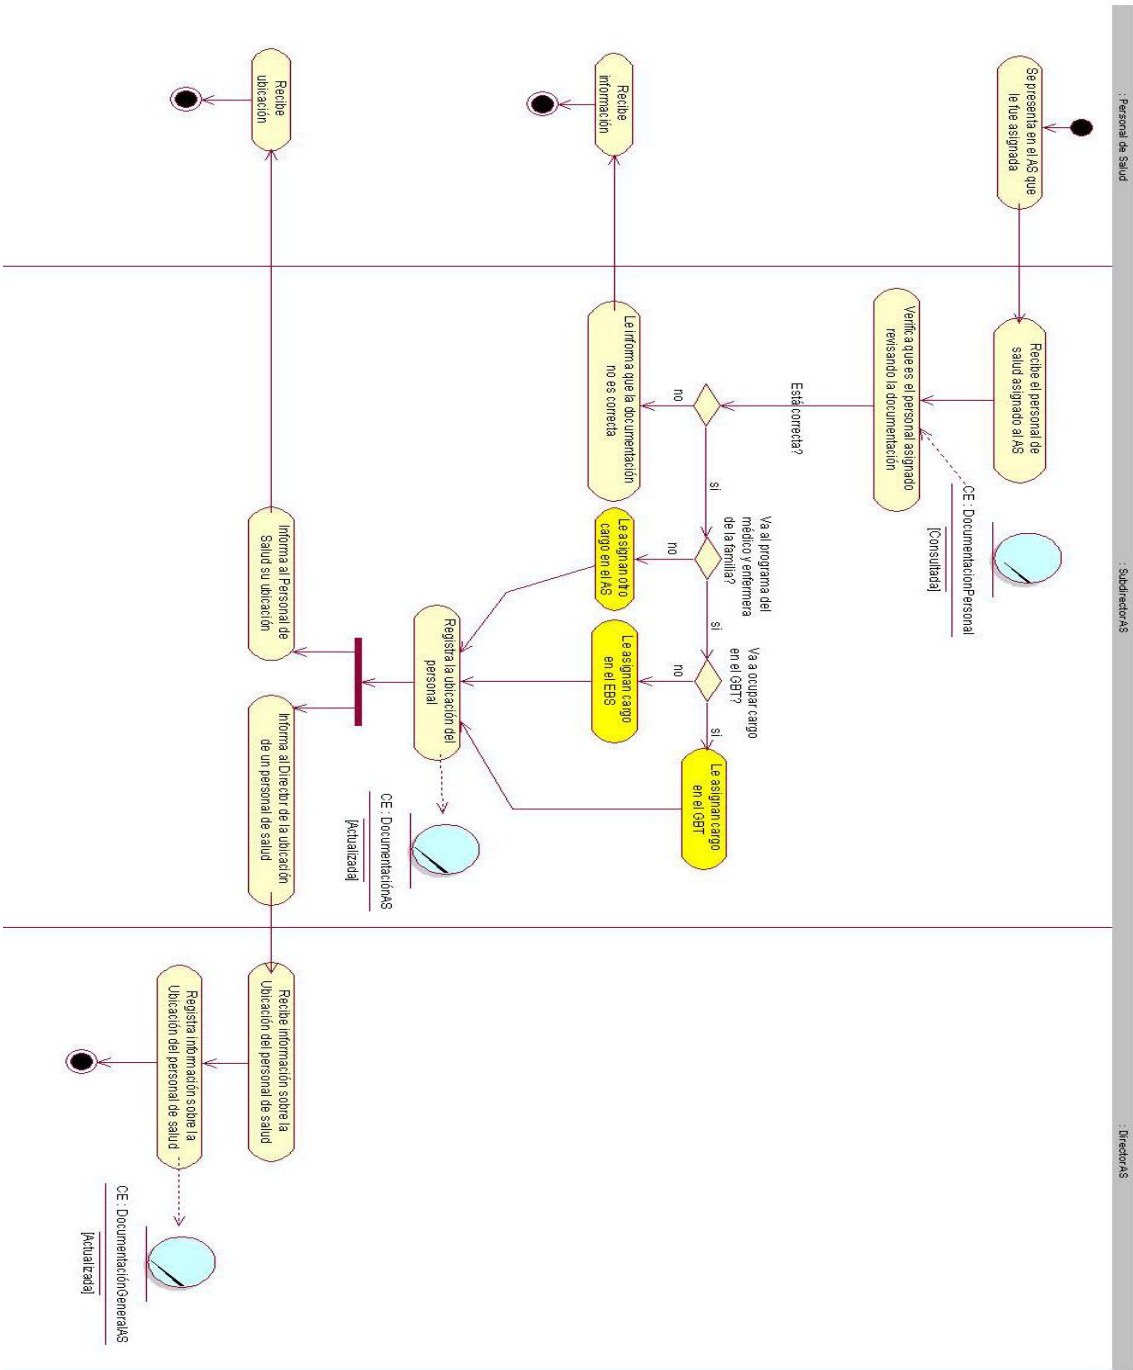 : Personal de Salud
: SubdirectorAS
: DirectorAS
Se presenta en el AS que
le fue asignada
Recibe el personal de
salud asignado al AS
Verifica que es el personal asignado
revisando la documentación
CE : DocumentacionPersonal
[Consultada]
Está correcta?
no
si
Le informa que la documentación
no es correcta
Recibe
información
Va al programa del
médico y enfermera
de la familia?
no
si
Le asignan otro
cargo en el AS
Va a ocupar cargo
en el GBT?
no
si
Le asignan cargo
en el EBS
Le asignan cargo
en el GBT
Registra la ubicación del
personal
CE : DocumentaciónAS
[Actualizada]
Informa al Personal de
Salud su ubicación
Recibe
ubicación
Informa al Director de la ubicación
de un personal de salud
Recibe información sobre la
Ubicación del personal de salud
Registra información sobre la
Ubicación del personal de salud
CE : DocumentaciónGeneralAS
[Actualizada]